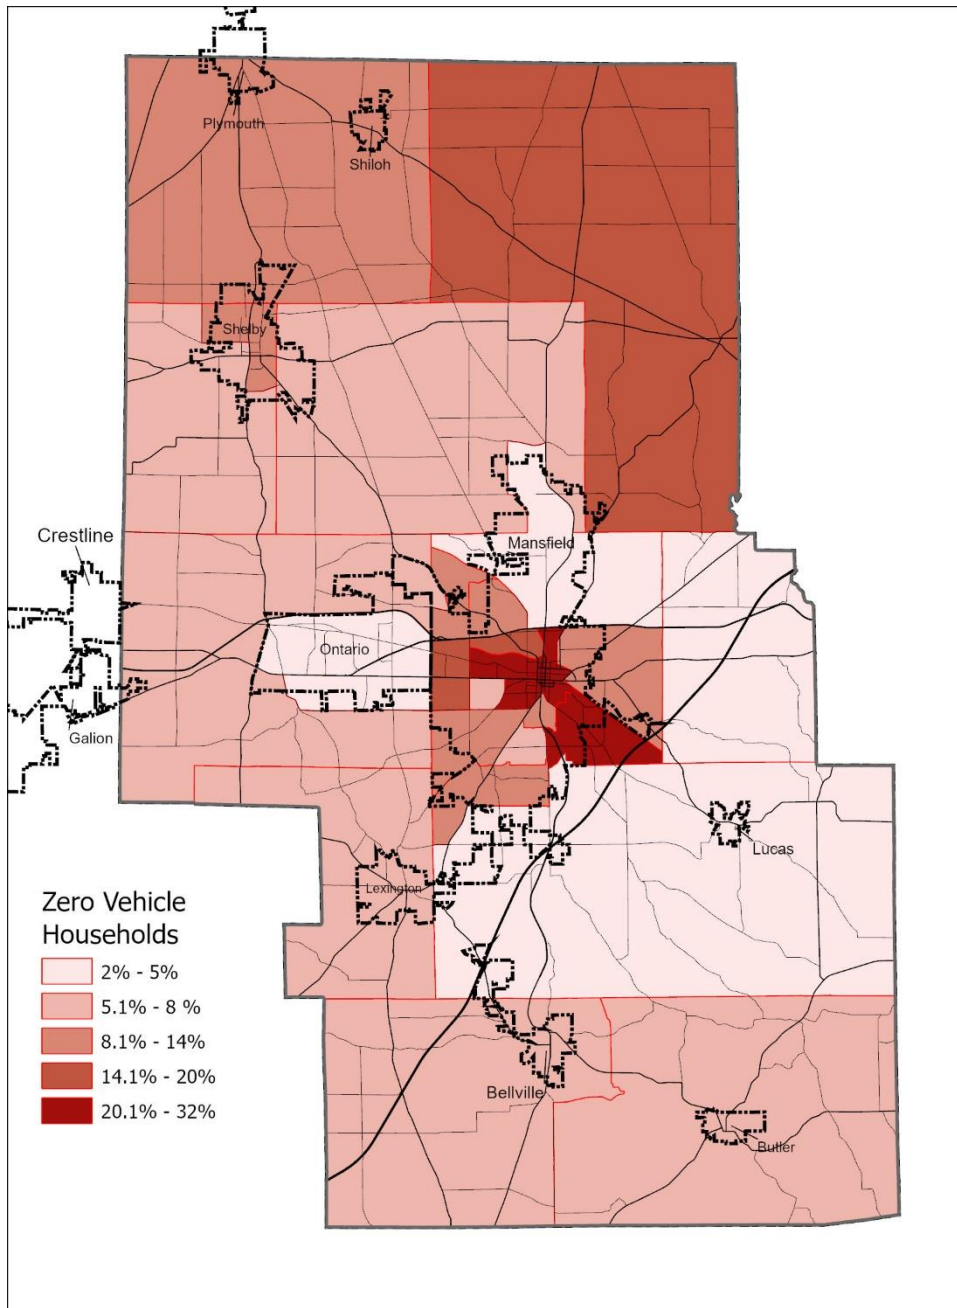 Plymouth
Shiloh
Shelby
Crestline
Mansfield
Ontario
Galion
Lucas
Lexington
Zero Vehicle
Households
2% - 5%
5.1% - 8 %
8.1% - 14%
14.1% - 20%
20.1% - 32%
Bellville
Butler